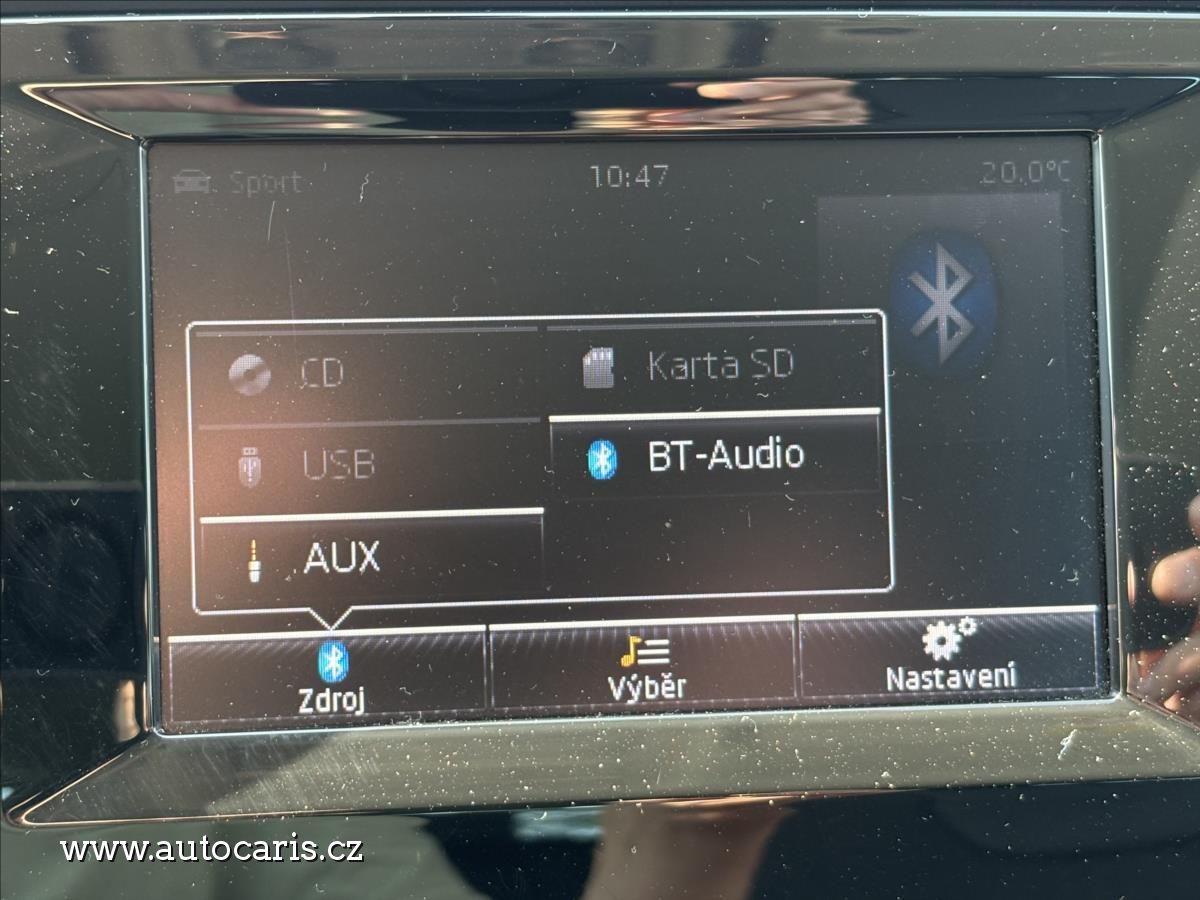 Sport
10:47
20.0°C
CD
Karta SD
USB
BT-Audio
AUX
Zdroj
Výběr
Nastavení
www.autocaris.cz